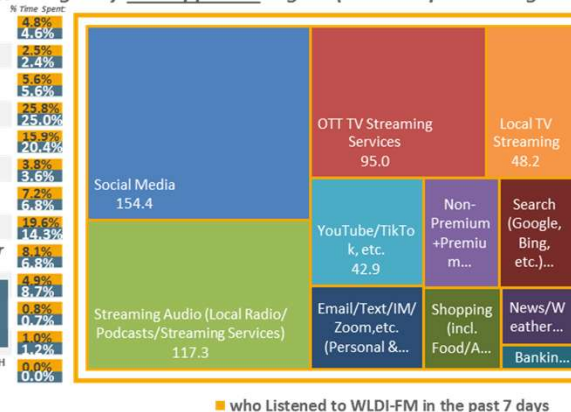 % Time Spent:
4.8%
4.6%
2.5%
2.4%
5.6%
5.6%
25.8%
25.0%
15.9%
20.4%
3.8%
3.6%
7.2%
6.8%
19.6%
14.3%
8.1%
6.8%
4.9%
8.7%
0.8%
0.7%
1.0%
1.2%
0.0%
0.0%
Social Media
154.4
Streaming Audio (Local Radio/
Podcasts/Streaming Services)
117.3
OTT TV Streaming
Services
95.0
Local TV
Streaming
48.2
YouTube/TikTo
k, etc.
42.9
Non-
Premium
+Premiu
m...
Search
(Google,
Bing,
etc.)...
Email/Text/IM/
Zoom,etc.
(Personal &...
Shopping
(incl.
Food/A...
News/W
eather...
Bankin...
who Listened to WLDI-FM in the past 7 days